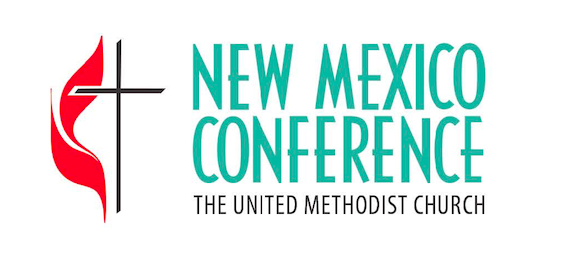 NEW MEXICO
CONFERENCE
THE UNITED METHODIST CHURCH